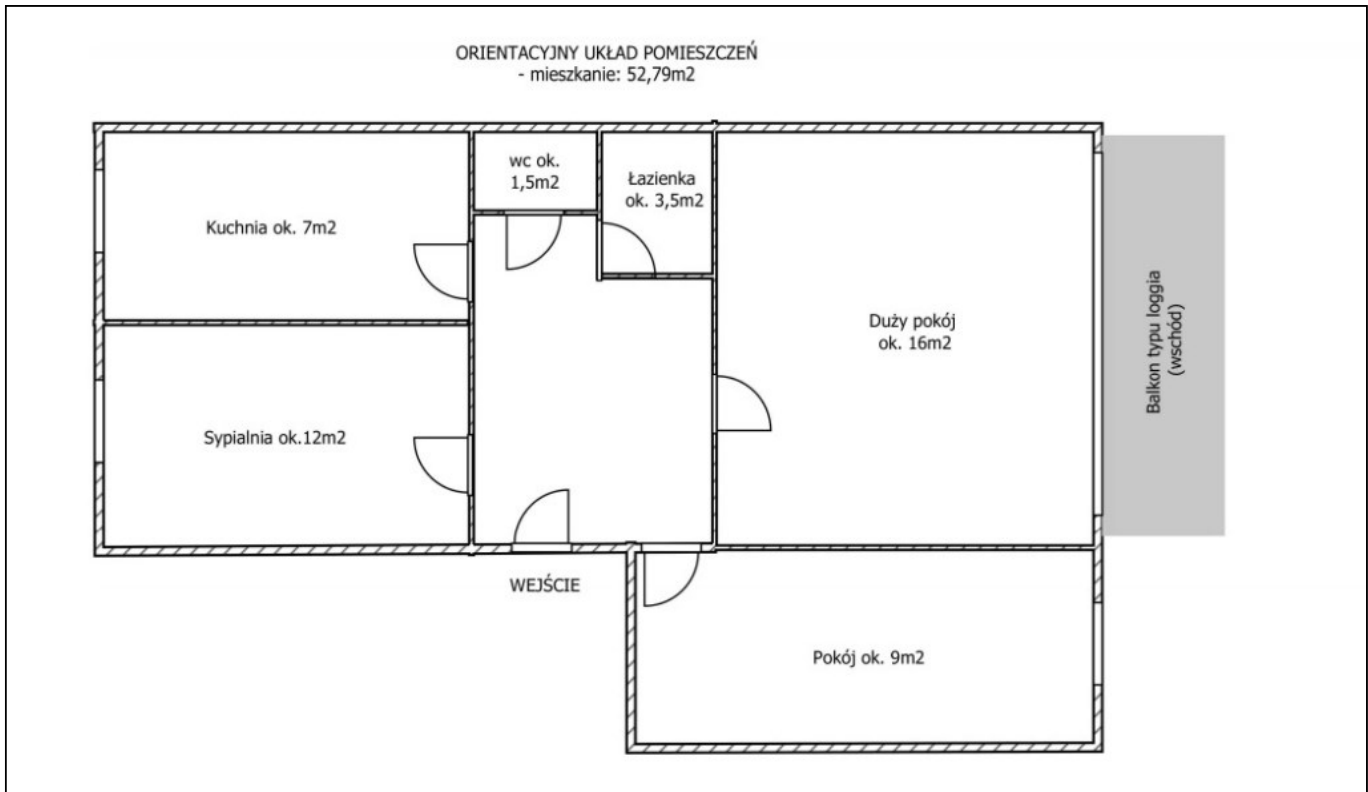 ORIENTACYJNY UKŁAD POMIESZCZEŃ
- mieszkanie: 52,79m2
wc ok.
1,5m2
Łazienka
ok. 3,5m2
Kuchnia ok. 7m2
Duży pokój
ok. 16m2
Balkon typu loggia
(wschód)
Sypialnia ok.12m2
WEJŚCIE
Pokój ok. 9m2